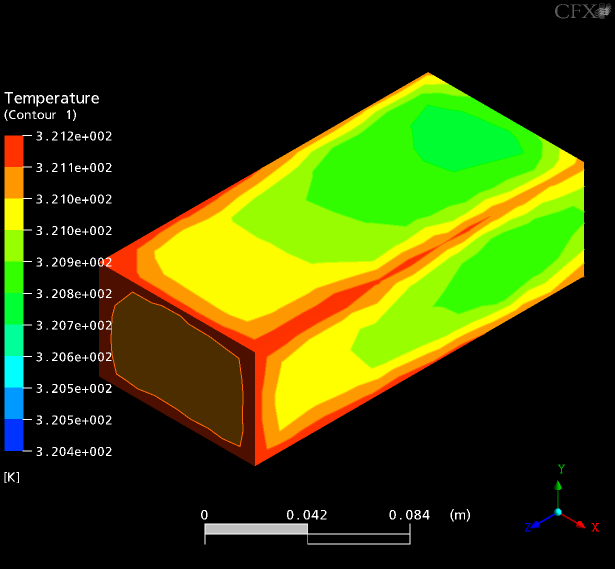 CFX
Temperature
(Contour 1)
3.212e+002
3.211e+002
3.210e+002
3.210e+002
3.209e+002
3.208e+002
3.207e+002
3.206e+002
3.205e+002
3.205e+002
3.204e+002
[K]
0 0.042 0.084 (m)
Y
Z X